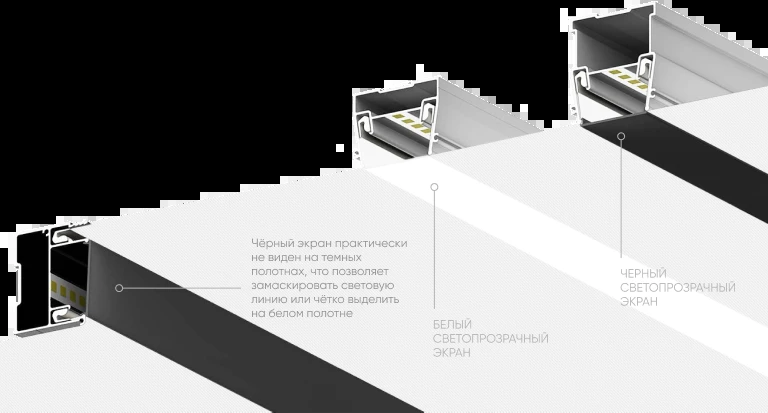 Чёрный экран практически
не виден на темных
полотнах, что позволяет
замаскировать световую
линию или чётко выделить
на белом полотне
БЕЛЫЙ
СВЕТОПРОЗРАЧНЫЙ
ЭКРАН
ЧЕРНЫЙ
СВЕТОПРОЗРАЧНЫЙ
ЭКРАН